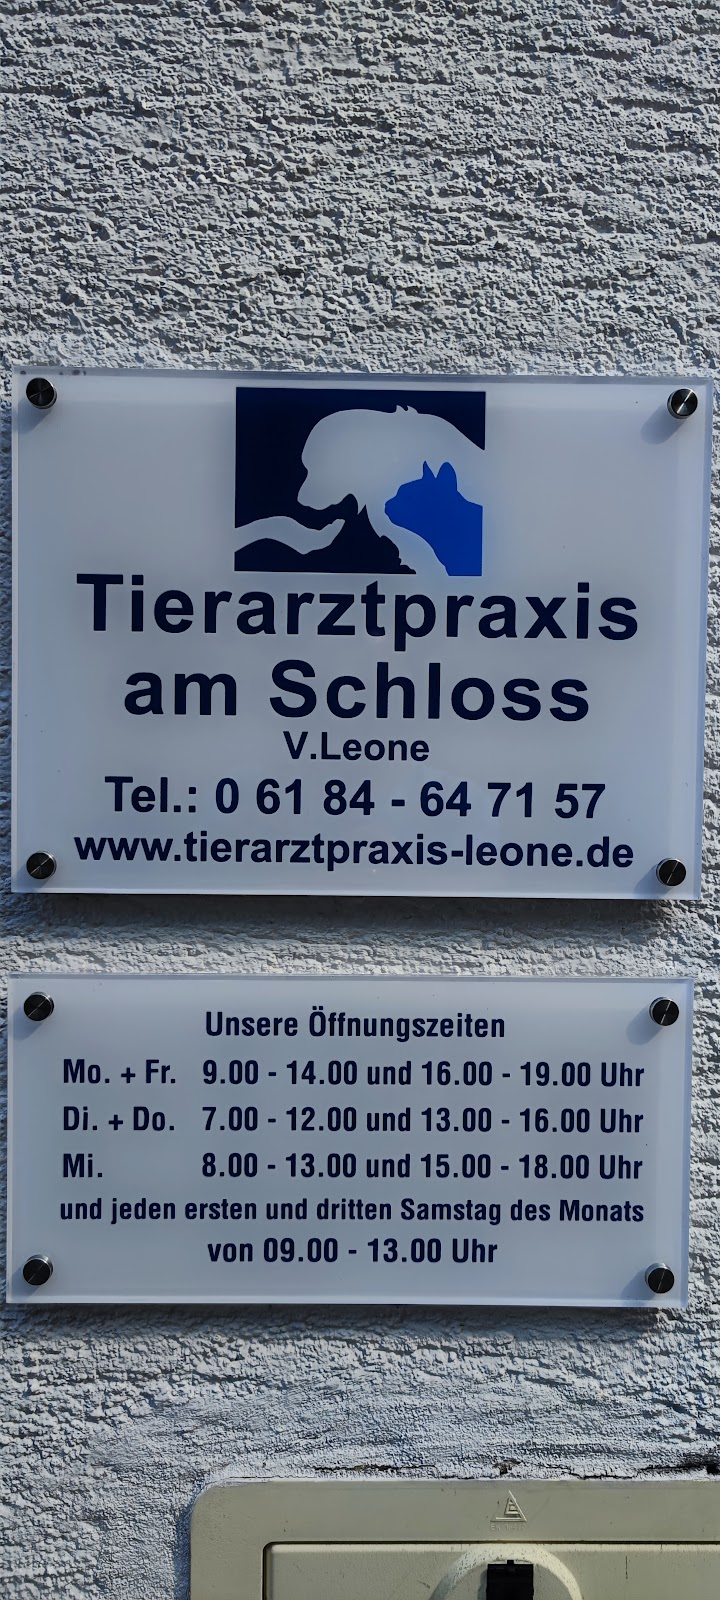 Tierarztpraxis
am Schloss
V.Leone
Tel.: 0 61 84 - 64 71 57
www.tierarztpraxis-leone.de
Unsere Öffnungszeiten
Mo. + Fr. 9.00 - 14.00 und 16.00 - 19.00 Uhr
Di. + Do. 7.00 - 12.00 und 13.00 - 16.00 Uhr
Mi. 8.00 - 13.00 und 15.00 - 18.00 Uhr
und jeden ersten und dritten Samstag des Monats
von 09.00 - 13.00 Uhr